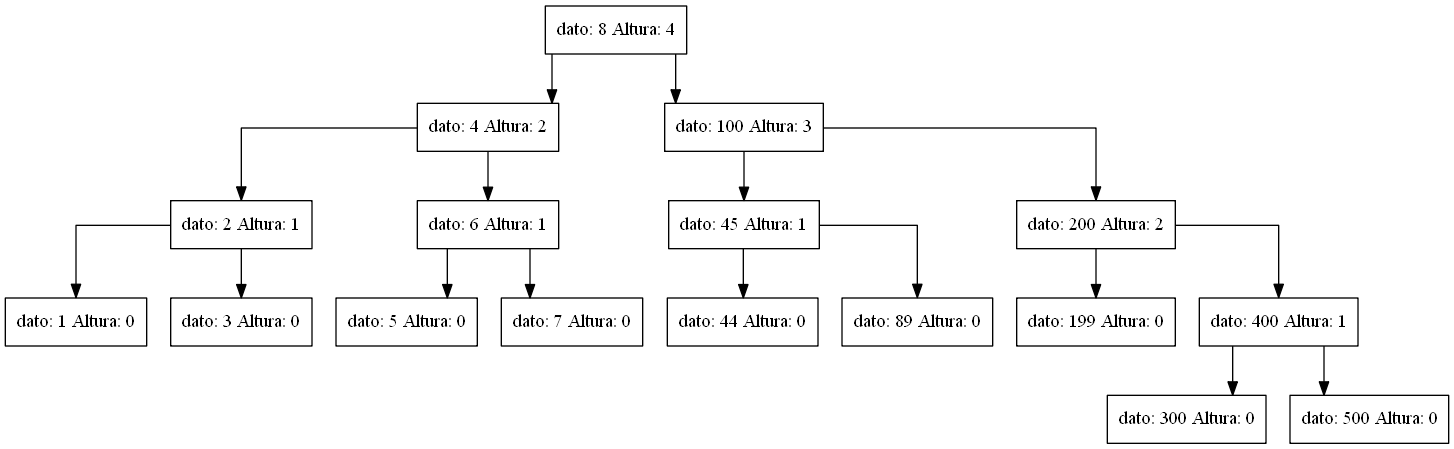 dato: 8 Altura: 4
dato: 4 Altura: 2
dato: 100 Altura: 3
dato: 2 Altura: 1
dato: 6 Altura: 1
dato: 45 Altura: 1
dato: 200 Altura: 2
dato: 1 Altura: 0
dato: 3 Altura: 0
dato: 5 Altura: 0
dato: 7 Altura: 0
dato: 44 Altura: 0
dato: 89 Altura: 0
dato: 199 Altura: 0
dato: 400 Altura: 1
dato: 300 Altura: 0
dato: 500 Altura: 0